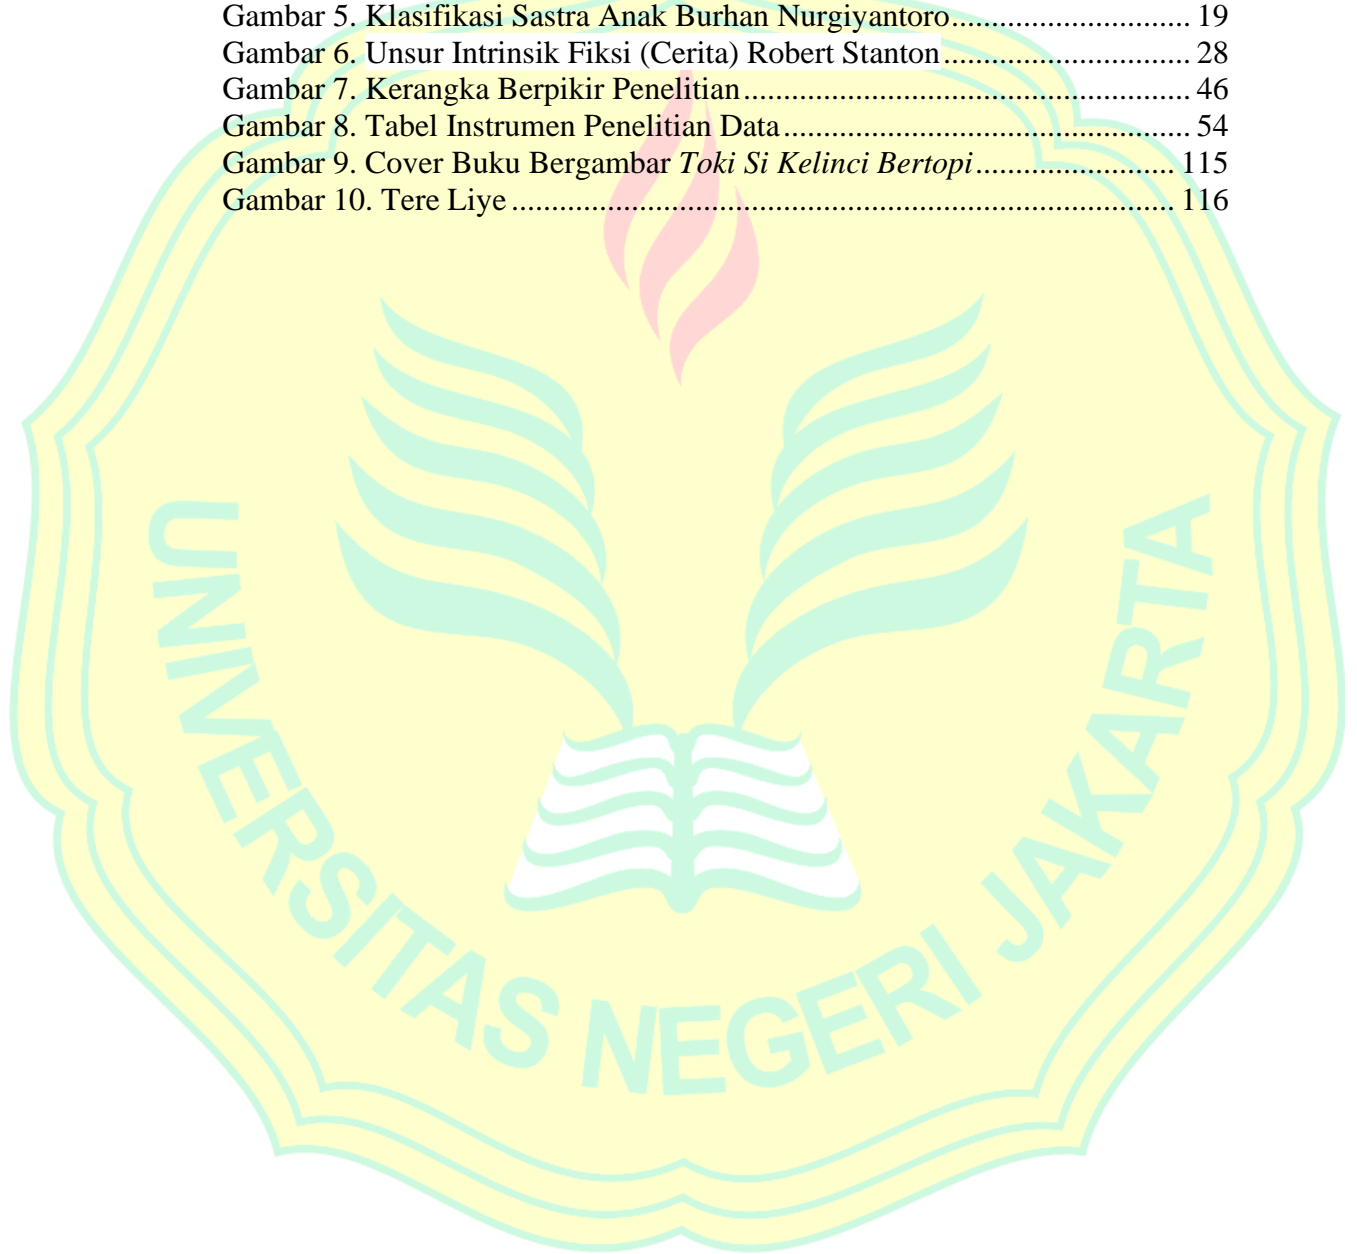 Gambar 5. Klasifikasi Sastra Anak Burhan Nurgiyantoro.............................. 19
Gambar 6. Unsur Intrinsik Fiksi (Cerita) Robert Stanton............................... 28
Gambar 7. Kerangka Berpikir Penelitian........................................................ 46
Gambar 8. Tabel Instrumen Penelitian Data................................................... 54
Gambar 9. Cover Buku Bergambar Toki Si Kelinci Bertopi......................... 115
Gambar 10. Tere Liye................................................................................... 116
UNIVERSITAS NEGERI JAKARTA